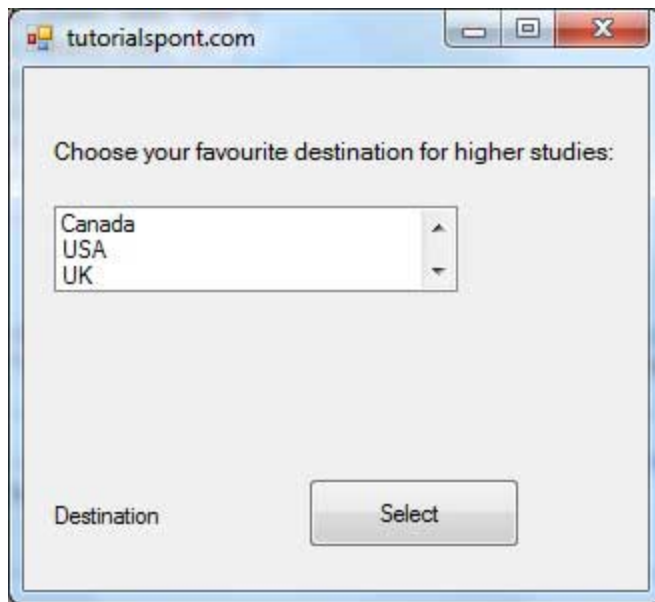 tutorialspont.com
Choose your favourite destination for higher studies:
Canada
USA
UK
Destination
Select